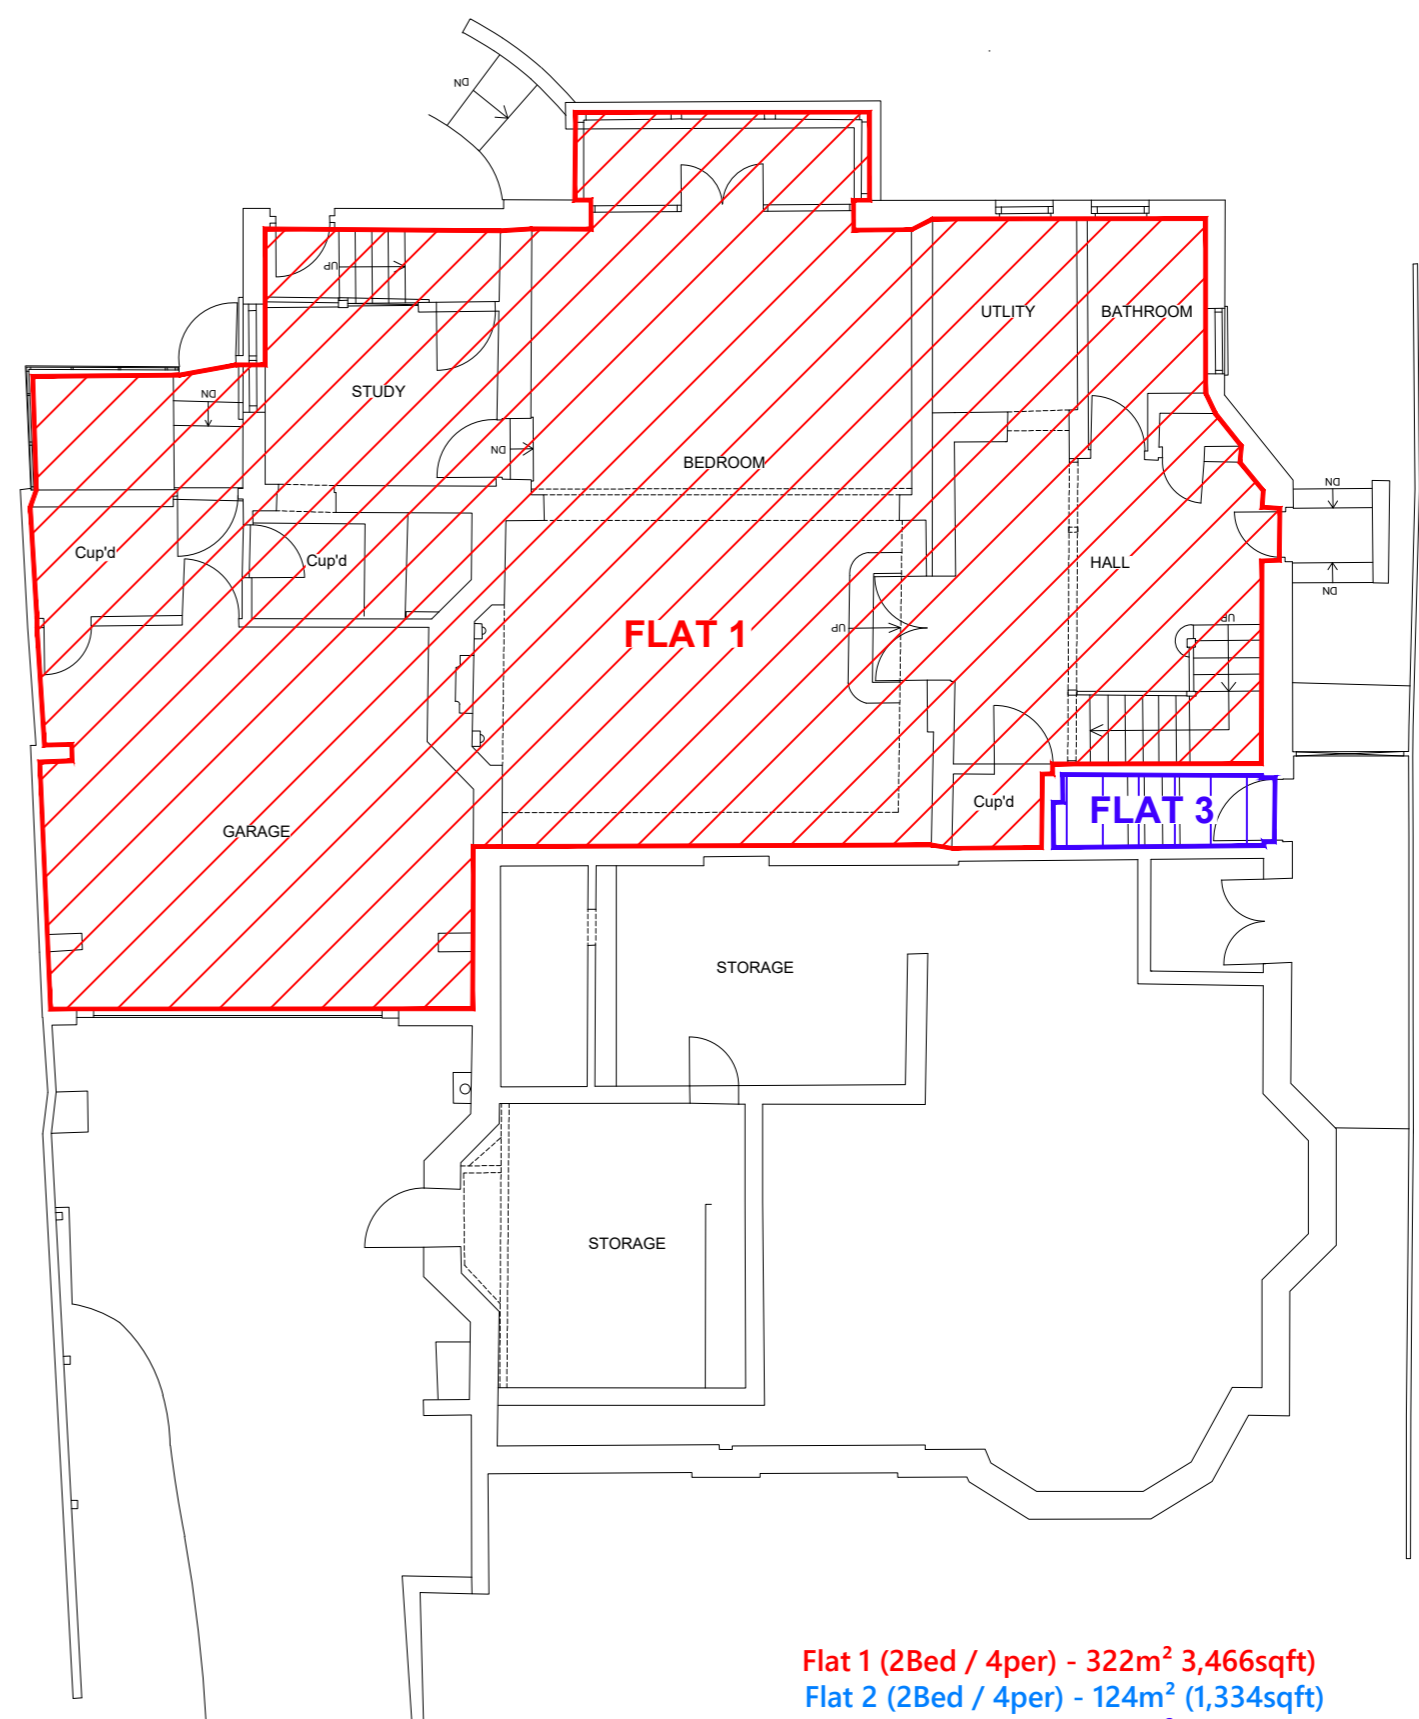 DN
UP
UTLITY
BATHROOM
STUDY
DN
DN
BEDROOM
DN
Cup'd
Cup'd
HALL
DN
FLAT 1
UP
UP
GARAGE
Cup'd
FLAT 3
STORAGE
STORAGE
Flat 1 (2Bed / 4per) - 322m² 3,466sqft)
Flat 2 (2Bed / 4per) - 124m² (1,334sqft)